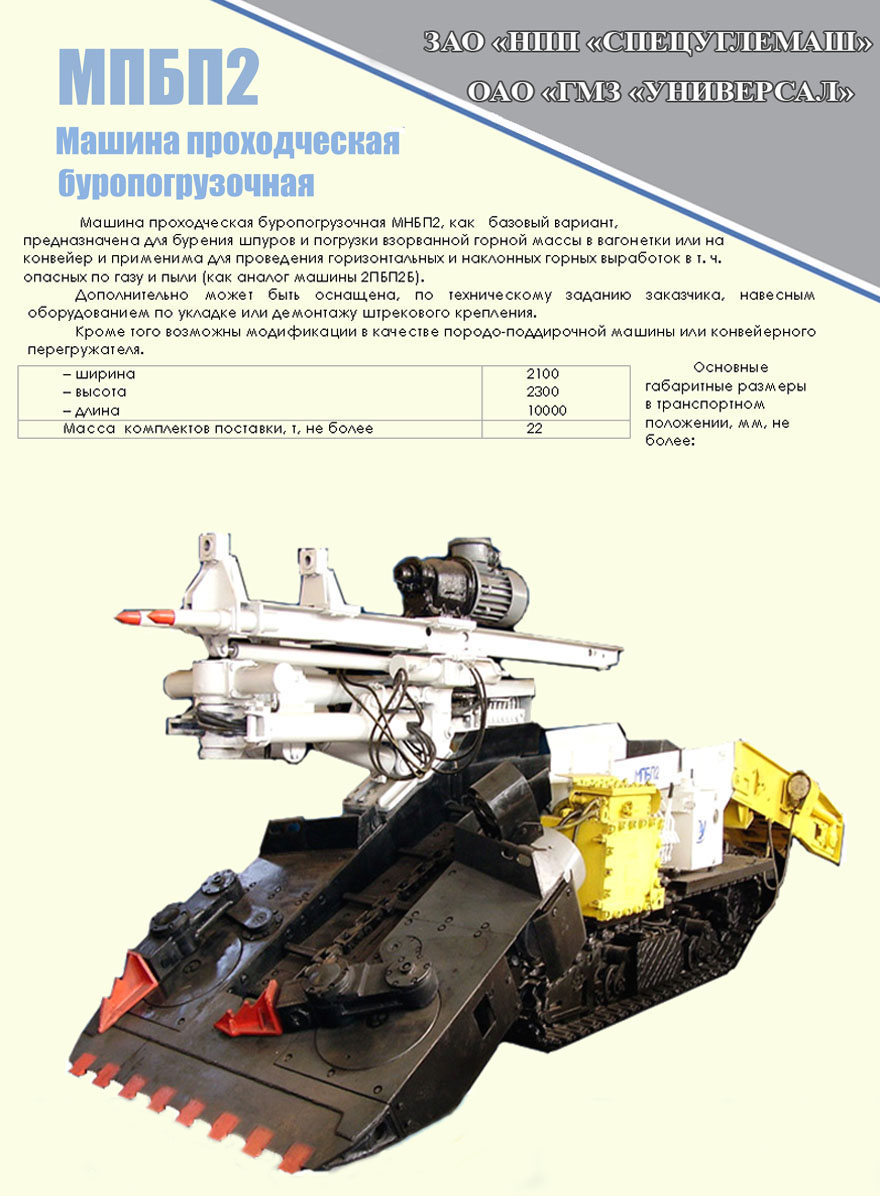 ЗАО «НПП «СПЕЦУГЛЕМАШ»
ОАО «ГМЗ «УНИВЕРСАЛ»
МПБП2
Машина проходческая
буропогрузочная
Машина проходческая буропогрузочная МНБП2, как базовый вариант,
предназначена для бурения шпуров и погрузки взорванной горной массы в вагонетки или на
конвейер и применима для проведения горизонтальных и наклонных горных выработок в т. ч.
опасных по газу и пыли (как аналог машины 2ПБП2Б).
Дополнительно может быть оснащена, по техническому заданию заказчика, навесным
оборудованием по укладке или демонтажу штрекового крепления.
Кроме того возможны модификации в качестве породо-поддирочной машины или конвейерного
перегружателя.
– ширина 2100
– высота 2300
– длина 10000
Масса комплектов поставки, т, не более 22
Основные
габаритные размеры
в транспортном
положении, мм, не
более:
МПБП2